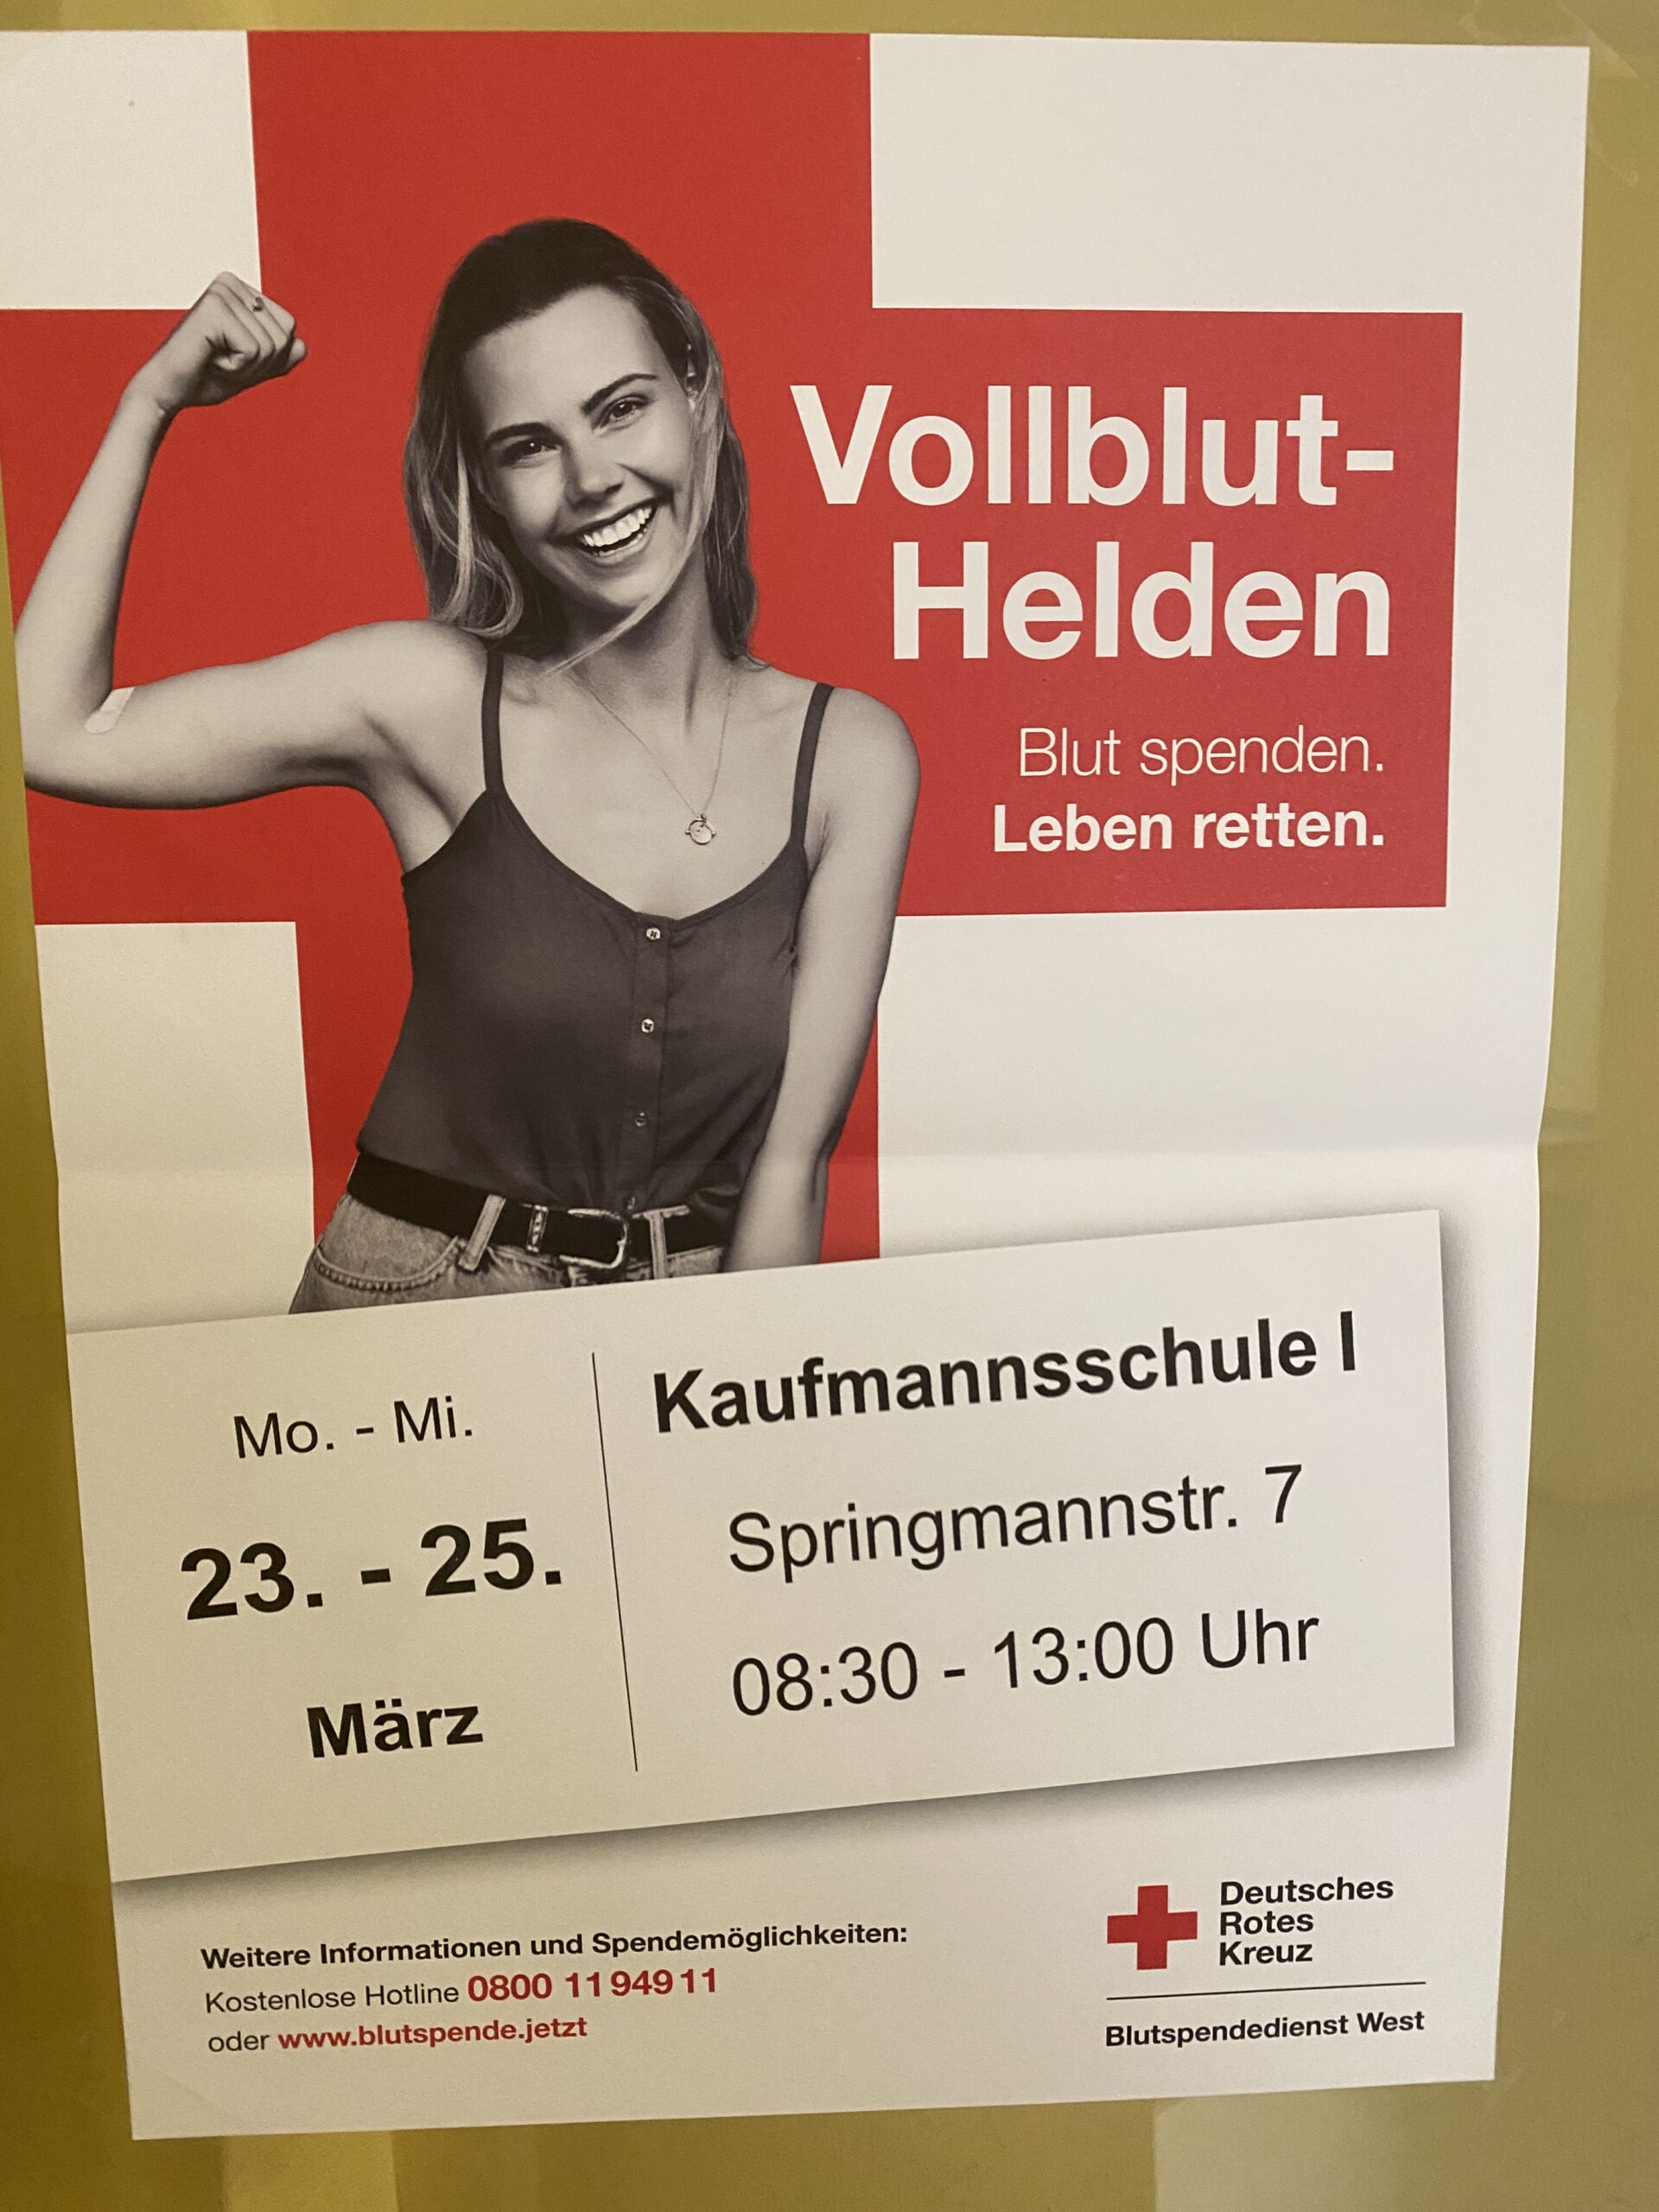 Vollblut-
Helden
Blut spenden.
Leben retten.
Mo. - Mi.
23. - 25.
März
Kaufmannsschule I
Springmannstr. 7
08:30 - 13:00 Uhr
Weitere Informationen und Spendemöglichkeiten:
Kostenlose Hotline 0800 11 949 11
oder www.blutspende.jetzt
Deutsches
Rotes
Kreuz
Blutspendedienst West